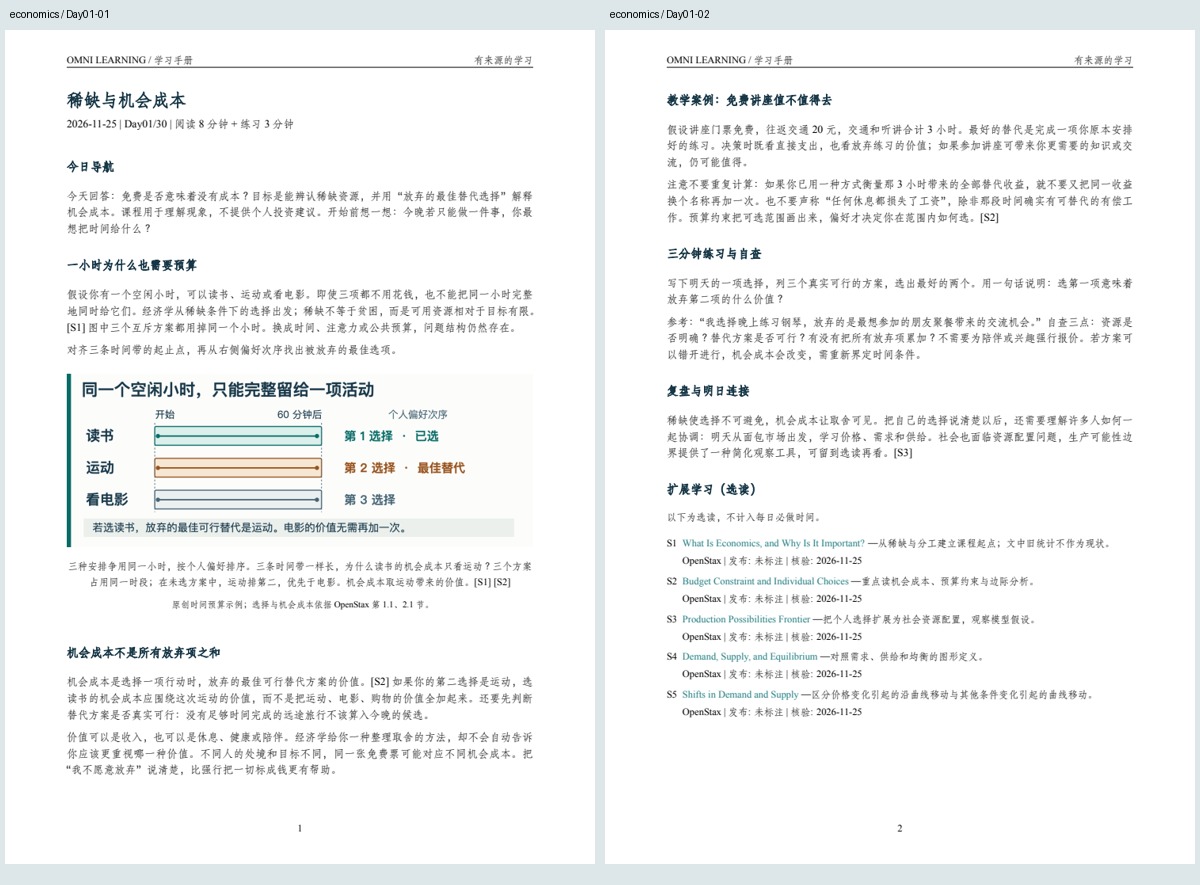 economics / Day01-01
OMNI LEARNING / 学习手册
有来源的学习
稀缺与机会成本
2026-11-25 | Day01/30 | 阅读 8 分钟 + 练习 3 分钟
今日导航
今天回答：免费是否意味着没有成本？目标是能辨认稀缺资源，并用“放弃的最佳替代选择”解释
机会成本。课程用于理解现象，不提供个人投资建议。开始前想一想：今晚若只能做一件事，你最
想把时间给什么？
一小时为什么也需要预算
假设你有一个空闲小时，可以读书、运动或看电影。即使三项都不用花钱，也不能把同一小时完整
地同时给它们。经济学从稀缺条件下的选择出发；稀缺不等于贫困，而是可用资源相对于目标有限。
[S1] 图中三个互斥方案都用掉同一个小时。换成时间、注意力或公共预算，问题结构仍然存在。
对齐三条时间带的起止点，再从右侧偏好次序找出被放弃的最佳选项。
同一个空闲小时，只能完整留给一项活动
开始
60 分钟后
个人偏好次序
读书
第 1 选择 · 已选
运动
第 2 选择 · 最佳替代
看电影
第 3 选择
若选读书，放弃的最佳可行替代是运动。电影的价值无需再加一次。
三种安排争用同一小时，按个人偏好排序。三条时间带一样长，为什么读书的机会成本只看运动？三个方案
占用同一时段；在未选方案中，运动排第二，优先于电影。机会成本取运动带来的价值。[S1] [S2]
原创时间预算示例；选择与机会成本依据 OpenStax 第 1.1、2.1 节。
机会成本不是所有放弃项之和
机会成本是选择一项行动时，放弃的最佳可行替代方案的价值。[S2] 如果你的第二选择是运动，选
读书的机会成本应围绕这次运动的价值，而不是把运动、电影、购物的价值全加起来。还要先判断
替代方案是否真实可行：没有足够时间完成的远途旅行不该算入今晚的候选。
价值可以是收入，也可以是休息、健康或陪伴。经济学给你一种整理取舍的方法，却不会自动告诉
你应该更重视哪一种价值。不同人的处境和目标不同，同一张免费票可能对应不同机会成本。把
“我不愿意放弃”说清楚，比强行把一切标成钱更有帮助。
1
economics / Day01-02
OMNI LEARNING / 学习手册
有来源的学习
教学案例：免费讲座值不值得去
假设讲座门票免费，往返交通 20 元，交通和听讲合计 3 小时。最好的替代是完成一项你原本安排
好的练习。决策时既看直接支出，也看放弃练习的价值；如果参加讲座可带来你更需要的知识或交
流，仍可能值得。
注意不要重复计算：如果你已用一种方式衡量那 3 小时带来的全部替代收益，就不要又把同一收益
换个名称再加一次。也不要声称“任何休息都损失了工资”，除非那段时间确实有可替代的有偿工
作。预算约束把可选范围画出来，偏好才决定你在范围内如何选。[S2]
三分钟练习与自查
写下明天的一项选择，列三个真实可行的方案，选出最好的两个。用一句话说明：选第一项意味着
放弃第二项的什么价值？
参考：“我选择晚上练习钢琴，放弃的是最想参加的朋友聚餐带来的交流机会。”自查三点：资源是
否明确？替代方案是否可行？有没有把所有放弃项累加？不需要为陪伴或兴趣强行报价。若方案可
以错开进行，机会成本会改变，需重新界定时间条件。
复盘与明日连接
稀缺使选择不可避免，机会成本让取舍可见。把自己的选择说清楚以后，还需要理解许多人如何一
起协调：明天从面包市场出发，学习价格、需求和供给。社会也面临资源配置问题，生产可能性边
界提供了一种简化观察工具，可留到选读再看。[S3]
扩展学习（选读）
以下为选读，不计入每日必做时间。
S1 What Is Economics, and Why Is It Important? —从稀缺与分工建立课程起点；文中旧统计不作为现状。
OpenStax | 发布: 未标注 | 核验: 2026-11-25
S2 Budget Constraint and Individual Choices —重点读机会成本、预算约束与边际分析。
OpenStax | 发布: 未标注 | 核验: 2026-11-25
S3 Production Possibilities Frontier —把个人选择扩展为社会资源配置，观察模型假设。
OpenStax | 发布: 未标注 | 核验: 2026-11-25
S4 Demand, Supply, and Equilibrium —对照需求、供给和均衡的图形定义。
OpenStax | 发布: 未标注 | 核验: 2026-11-25
S5 Shifts in Demand and Supply —区分价格变化引起的沿曲线移动与其他条件变化引起的曲线移动。
OpenStax | 发布: 未标注 | 核验: 2026-11-25
2